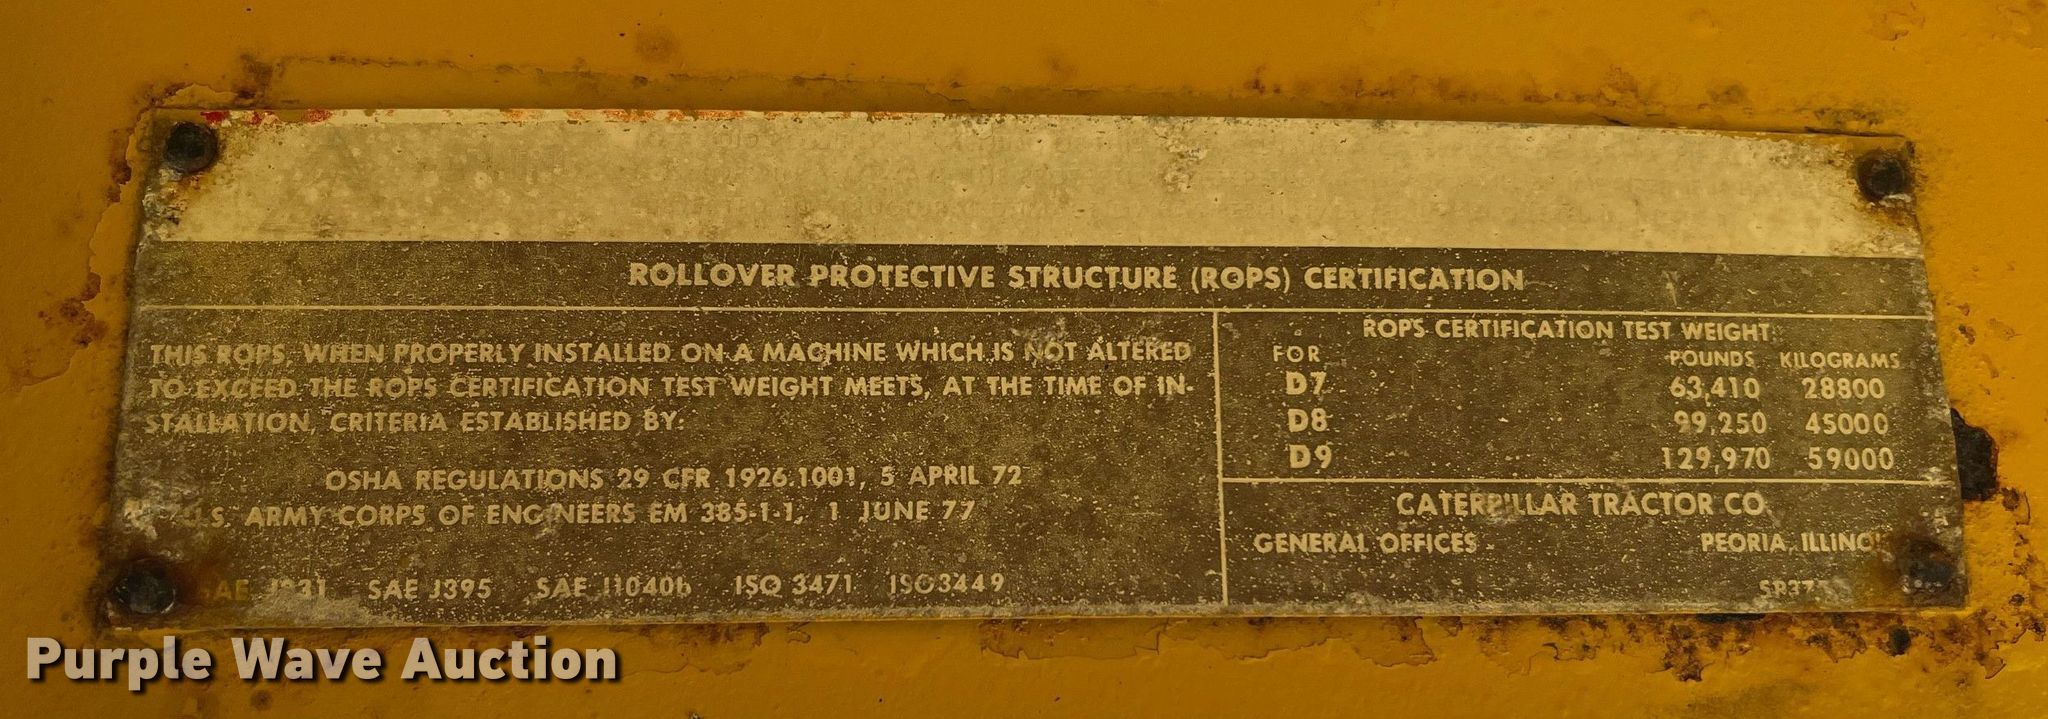 ROLLOVER PROTECTIVE STRUCTURE (ROPS) CERTIFICATION
THIS ROPS, WHEN PROPERLY INSTALLED ON A MACHINE WHICH IS NOT ALTERED
TO EXCEED THE ROPS CERTIFICATION TEST WEIGHT MEETS, AT THE TIME OF IN-
STALLATION, CRITERIA ESTABLISHED BY:
OSHA REGULATIONS 29 CFR 1926.1001, 5 APRIL 72
ARMY CORPS OF ENGINEERS EM 385-1-1, 1 JUNE 77
SAE SAE J395 SAE J1040b ISO 3471 ISO3449
ROPS CERTIFICATION TEST WEIGHT
FOR POUNDS KILOGRAMS
D7 63,410 28800
D8 99,250 45000
D9 129,970 59000
CATERPILLAR TRACTOR CO.
GENERAL OFFICES PEORIA,
Purple Wave Auction